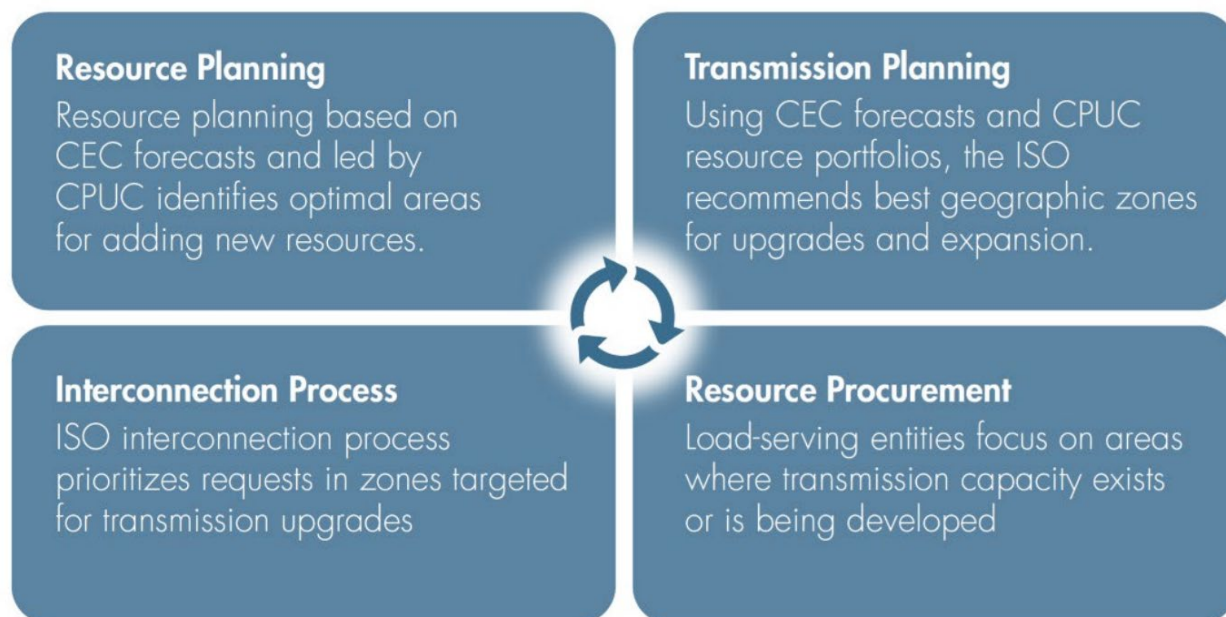 Resource Planning
Resource planning based on
CEC forecasts and led by
CPUC identifies optimal areas
for adding new resources.
Transmission Planning
Using CEC forecasts and CPUC
resource portfolios, the ISO
recommends best geographic zones
for upgrades and expansion.
Interconnection Process
ISO interconnection process
prioritizes requests in zones targeted
for transmission upgrades
Resource Procurement
Load-serving entities focus on areas
where transmission capacity exists
or is being developed